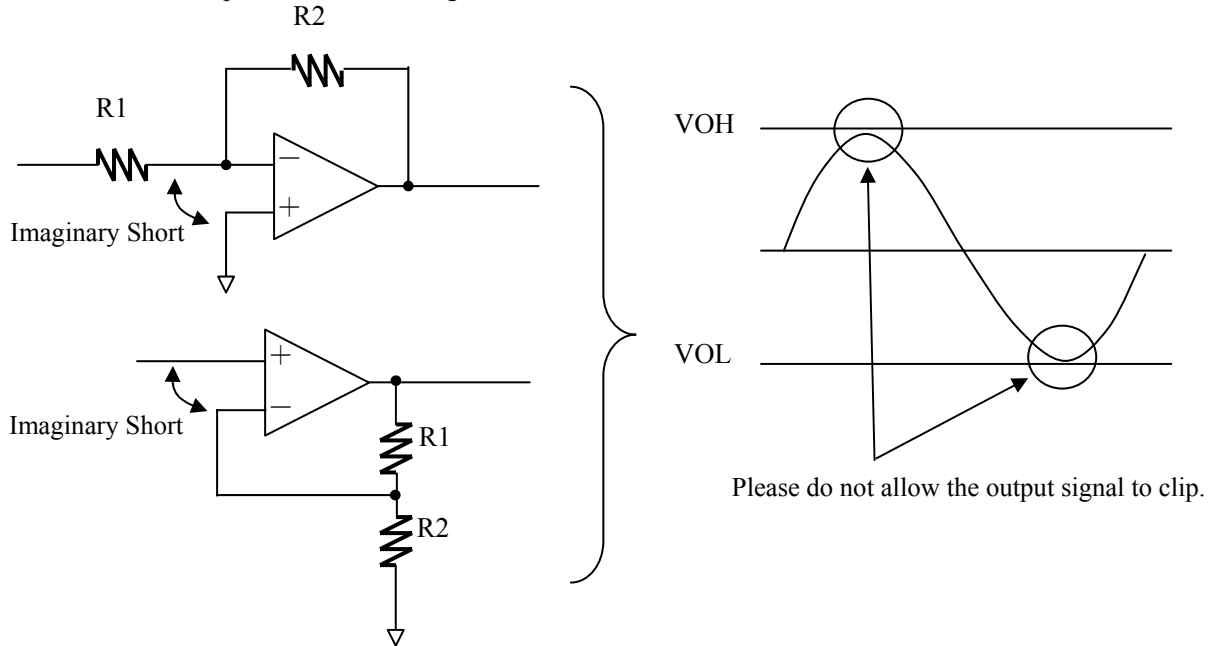 R2
R1
−
+
Imaginary Short
+
−
Imaginary Short
R1
R2
VOH
VOL
Please do not allow the output signal to clip.